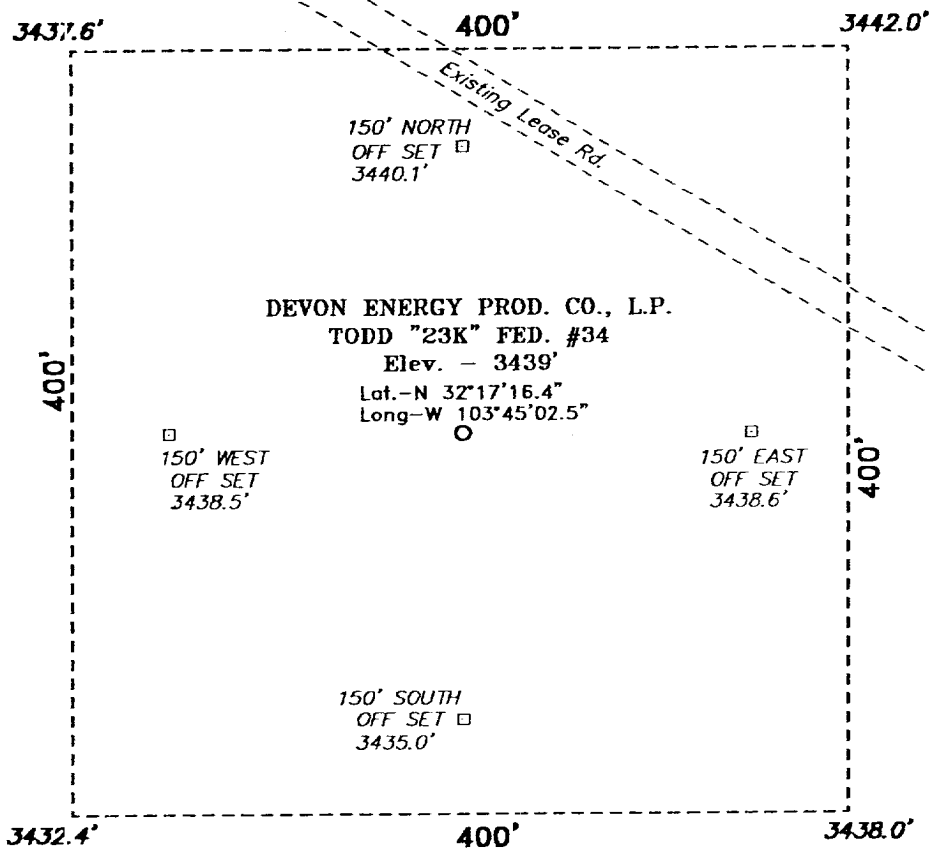 3437.6'
400'
3442.0'
Existing Lease Rd.
150' NORTH
OFF SET
3440.1'
DEVON ENERGY PROD. CO., L.P.
TODD "23K" FED. #34
Elev. - 3439'
Lat.-N 32°17'16.4"
Long-W 103°45'02.5"
400'
150' WEST
OFF SET
3438.5'
150' EAST
OFF SET
3438.6'
400'
150' SOUTH
OFF SET
3435.0'
3432.4'
400'
3438.0'